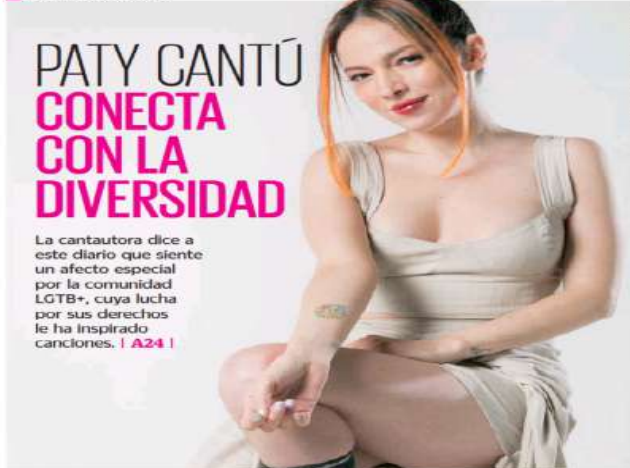 PATY CANTÚ
CONECTA
CON LA
DIVERSIDAD
La cantautora dice a
este diario que siente
un afecto especial
por la comunidad
LGTB+, cuya lucha
por sus derechos
le ha inspirado
canciones. | A24 |